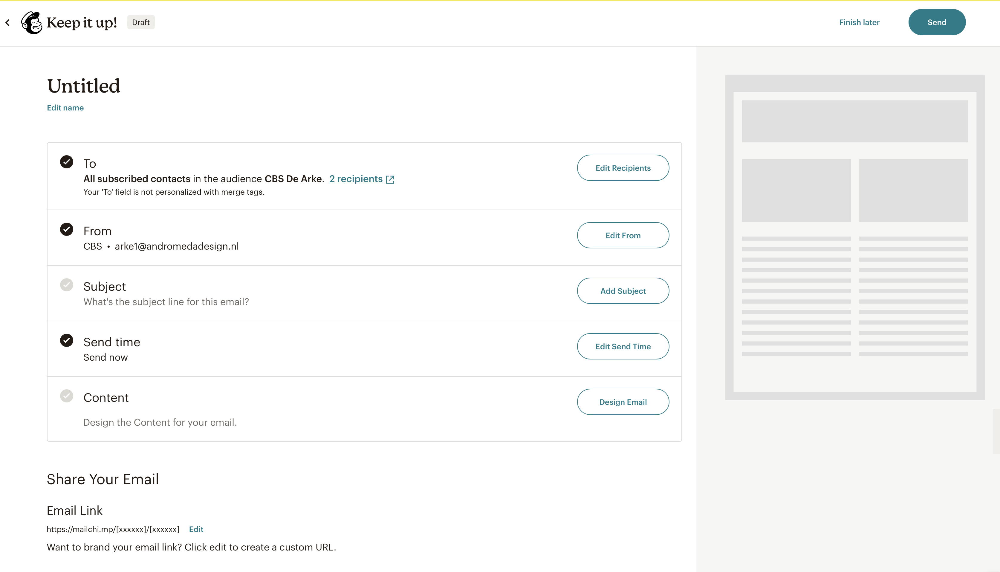 Keep it up!
Draft
Finish later
Send
Untitled
Edit name
To
All subscribed contacts in the audience CBS De Arke. 2 recipients
Your 'To' field is not personalized with merge tags.
Edit Recipients
From
CBS • arke1@andromedadesign.nl
Edit From
Subject
What's the subject line for this email?
Add Subject
Send time
Send now
Edit Send Time
Content
Design the Content for your email.
Design Email
Share Your Email
Email Link
https://mailchi.mp/[xxxxxx]/[xxxxxx] Edit
Want to brand your email link? Click edit to create a custom URL.